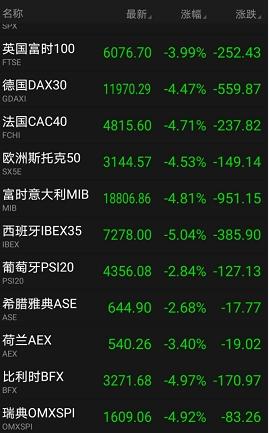 名称 最新 涨幅 涨跌
SPX
英国富时100 6076.70 -3.99% -252.43
FTSE
德国DAX30 11970.29 -4.47% -559.87
GDAXI
法国CAC40 4815.60 -4.71% -237.82
FCHI
欧洲斯托克50 3144.57 -4.53% -149.14
SX5E
富时意大利MIB 18806.86 -4.81% -951.15
MIB
西班牙IBEX35 7278.00 -5.04% -385.90
IBEX
葡萄牙PSI20 4356.08 -2.84% -127.13
PSI20
希腊雅典ASE 644.90 -2.68% -17.77
ASE
荷兰AEX 540.26 -3.40% -19.02
AEX
比利时BFX 3271.68 -4.97% -170.97
BFX
瑞典OMXSPI 1609.06 -4.92% -83.26
OMXSPI